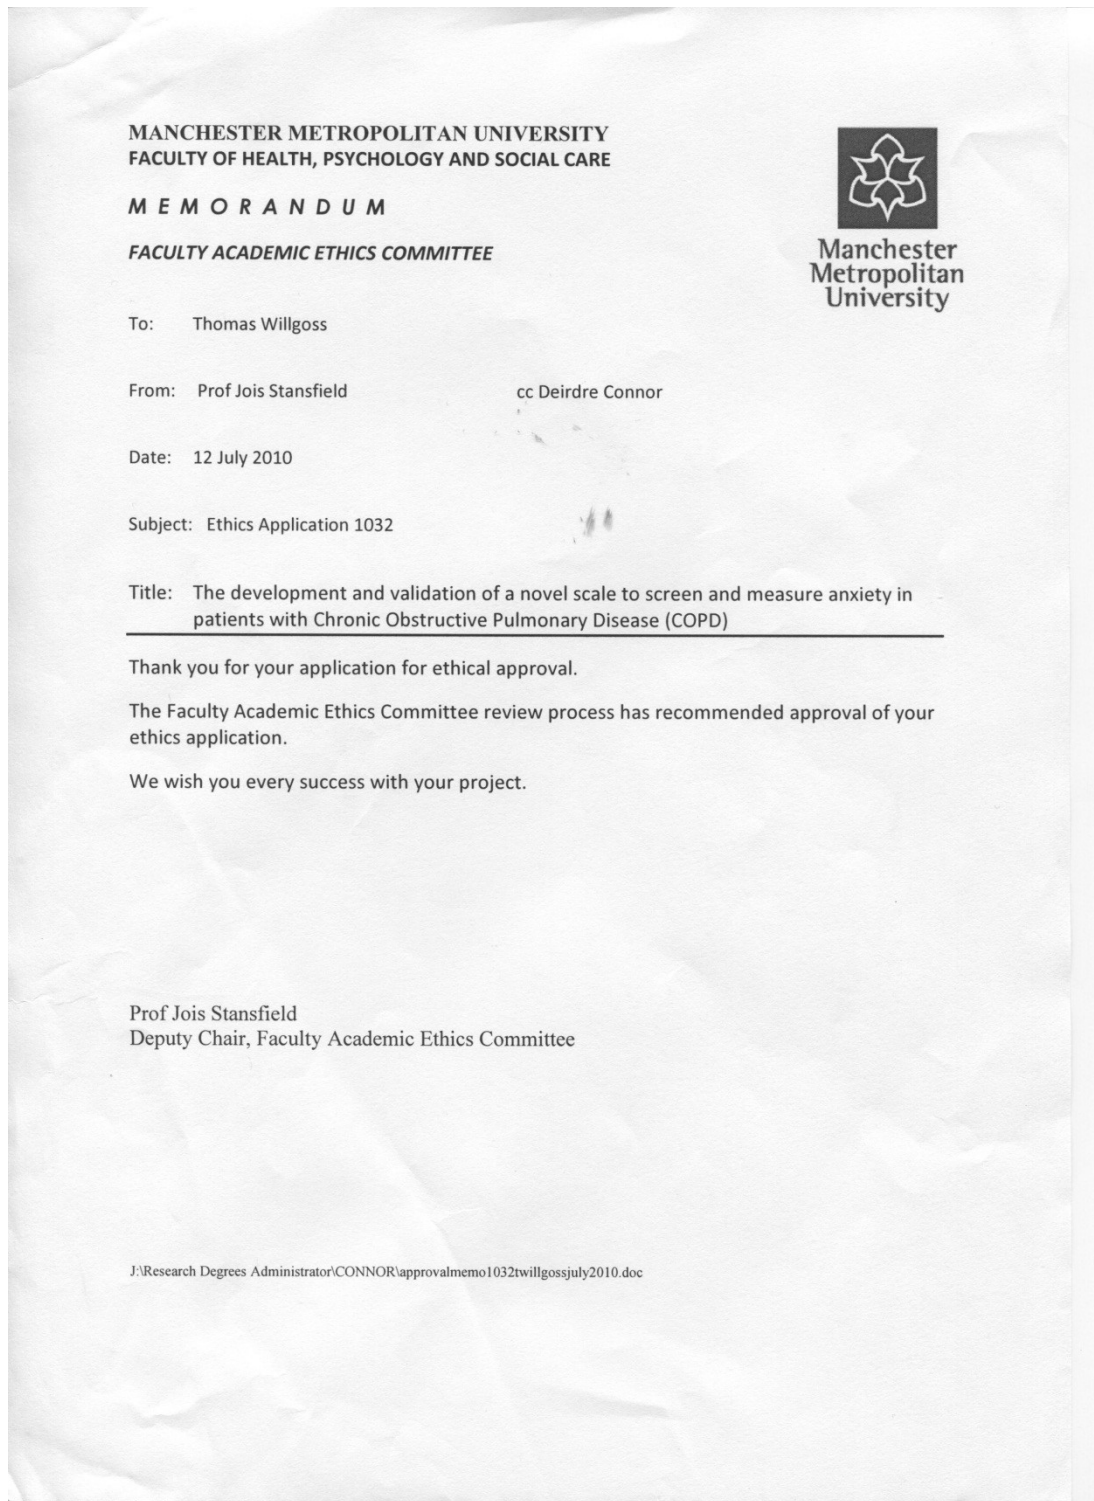 MANCHESTER METROPOLITAN UNIVERSITY
FACULTY OF HEALTH, PSYCHOLOGY AND SOCIAL CARE
MEMORANDUM
FACULTY ACADEMIC ETHICS COMMITTEE
Manchester
Metropolitan
University
To: Thomas Willgoss
From: Prof Jois Stansfield cc Deirdre Connor
Date: 12 July 2010
Subject: Ethics Application 1032
Title: The development and validation of a novel scale to screen and measure anxiety in
patients with Chronic Obstructive Pulmonary Disease (COPD)
Thank you for your application for ethical approval.
The Faculty Academic Ethics Committee review process has recommended approval of your
ethics application.
We wish you every success with your project.
Prof Jois Stansfield
Deputy Chair, Faculty Academic Ethics Committee
J:\Research Degrees Administrator\CONNOR\approvalmemo1032twillgossjuly2010.doc